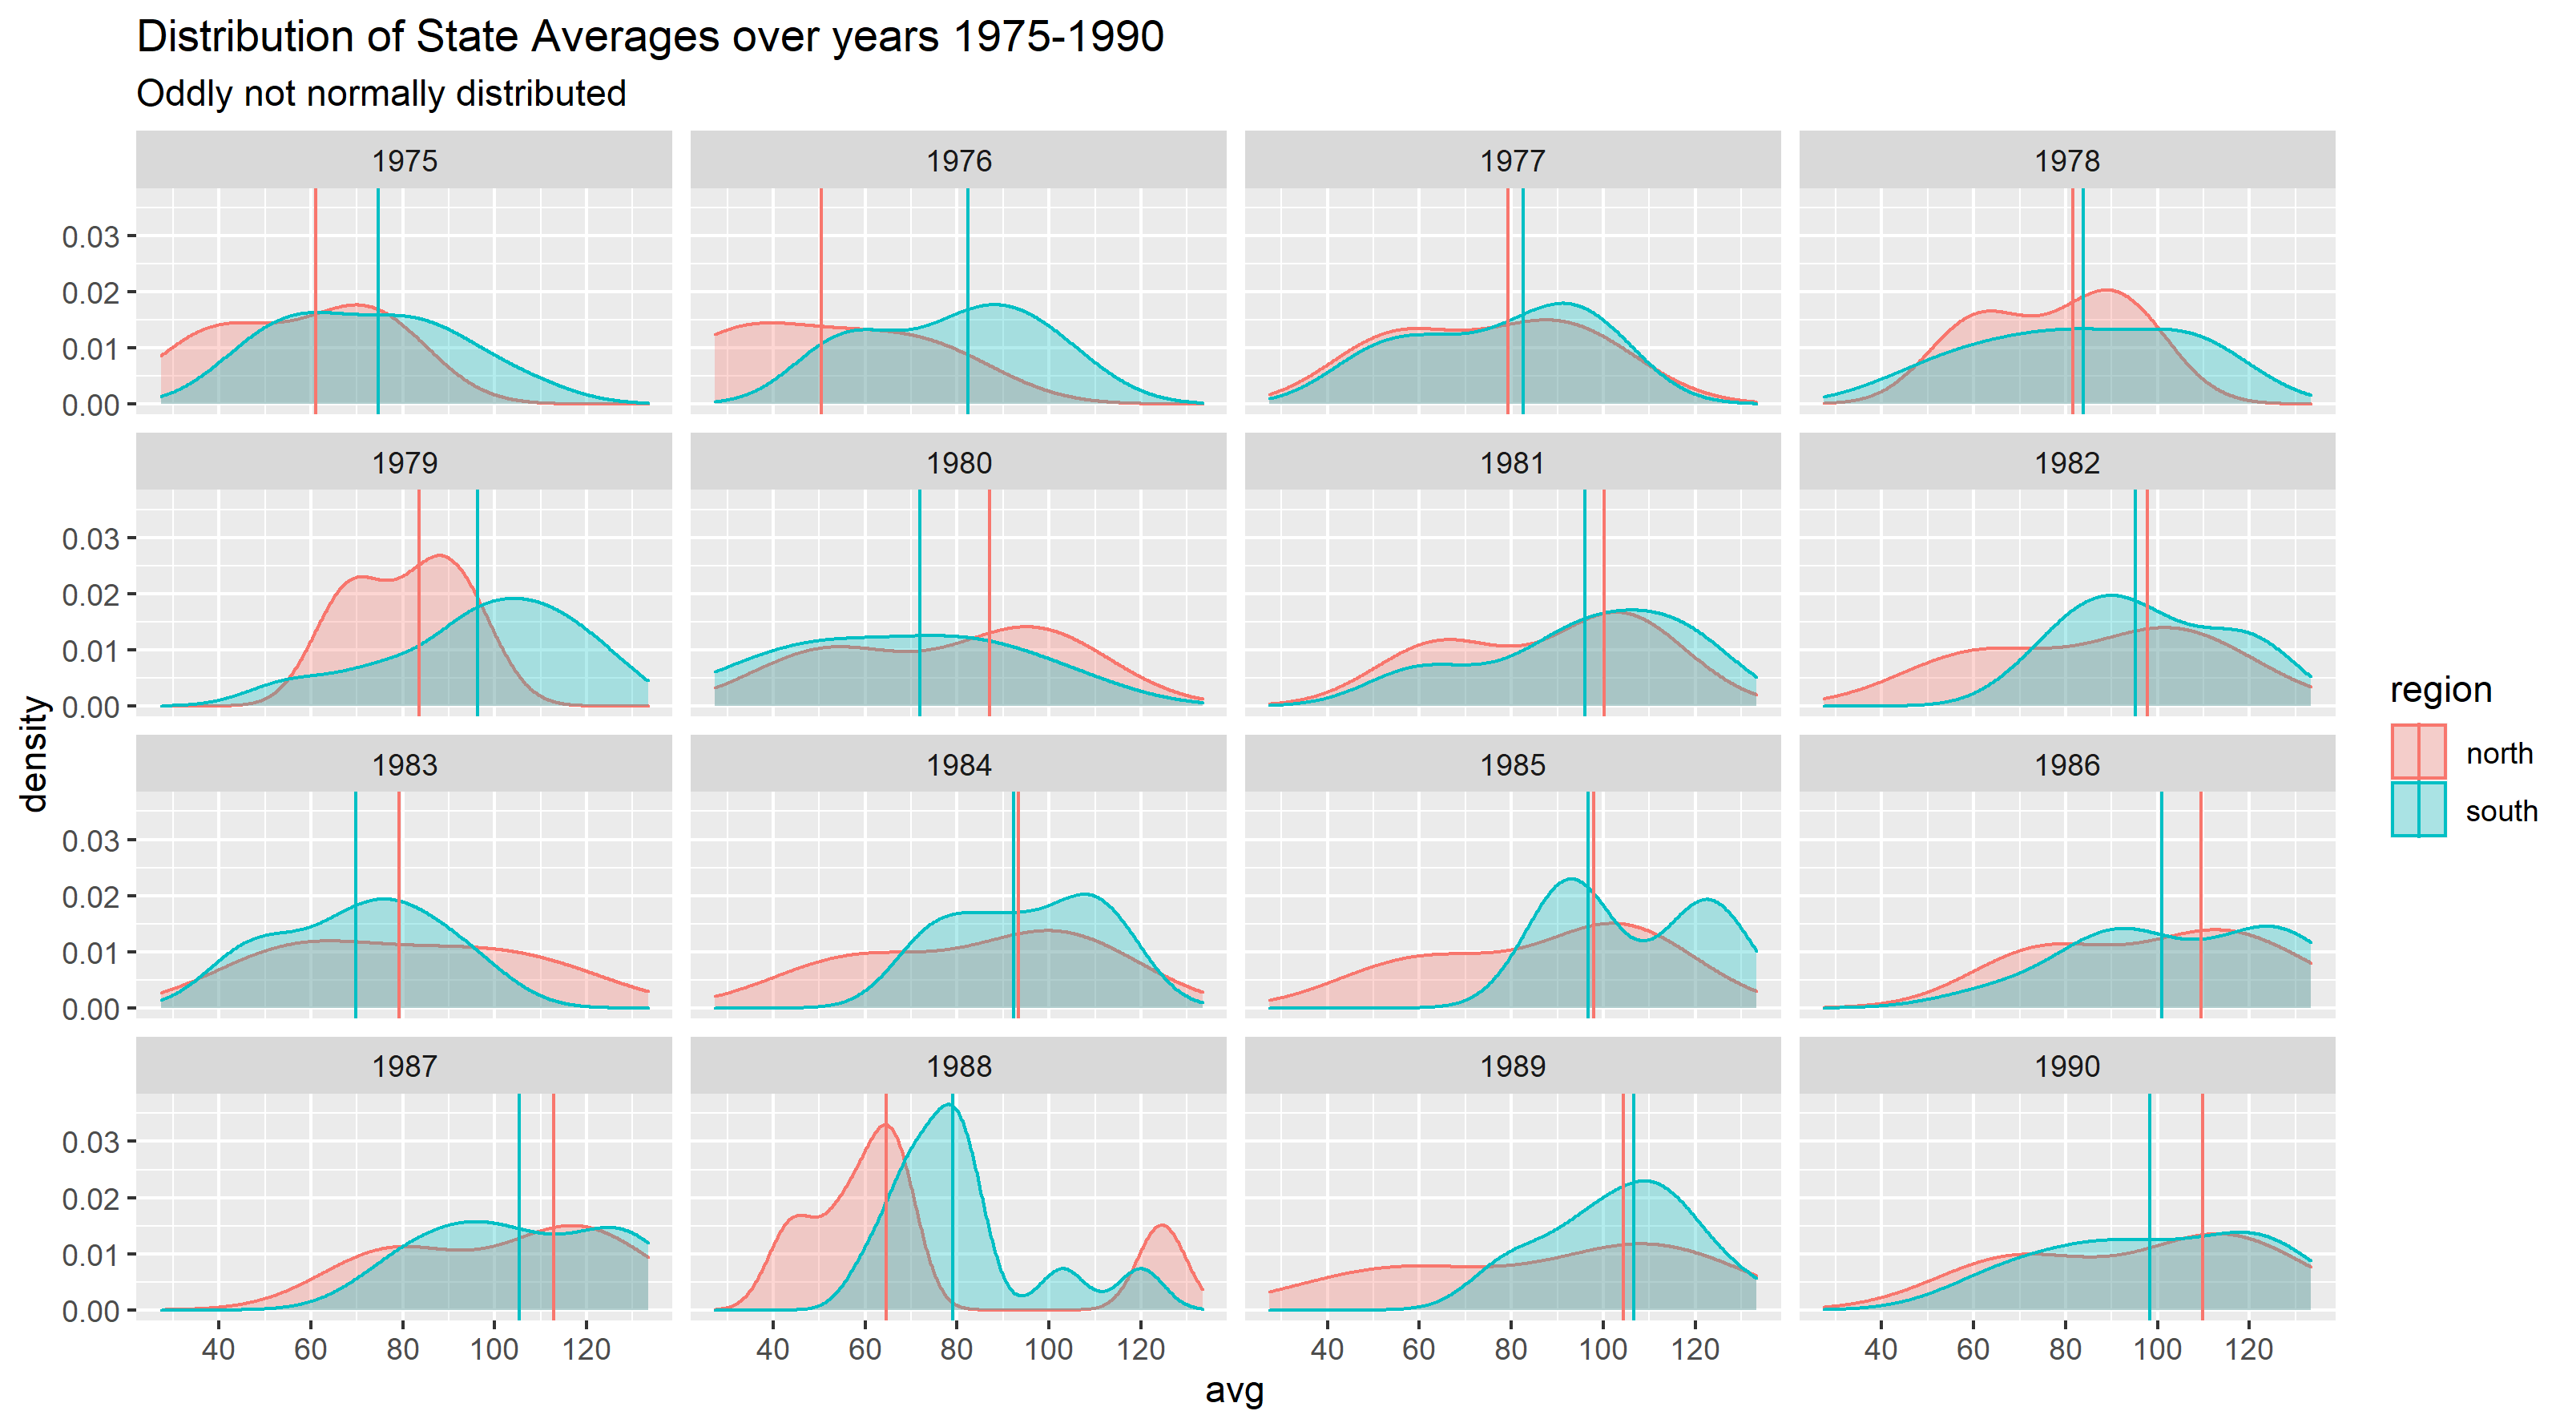 Distribution of State Averages over years 1975-1990
Oddly not normally distributed
1975 1976 1977 1978
0.03
0.02
0.01
0.00
1979 1980 1981 1982
0.03
0.02
0.01
0.00
1983 1984 1985 1986
0.03
0.02
0.01
0.00
1987 1988 1989 1990
0.03
0.02
0.01
0.00
40 60 80 100 120 40 60 80 100 120 40 60 80 100 120 40 60 80 100 120
avg
density
region
north
south